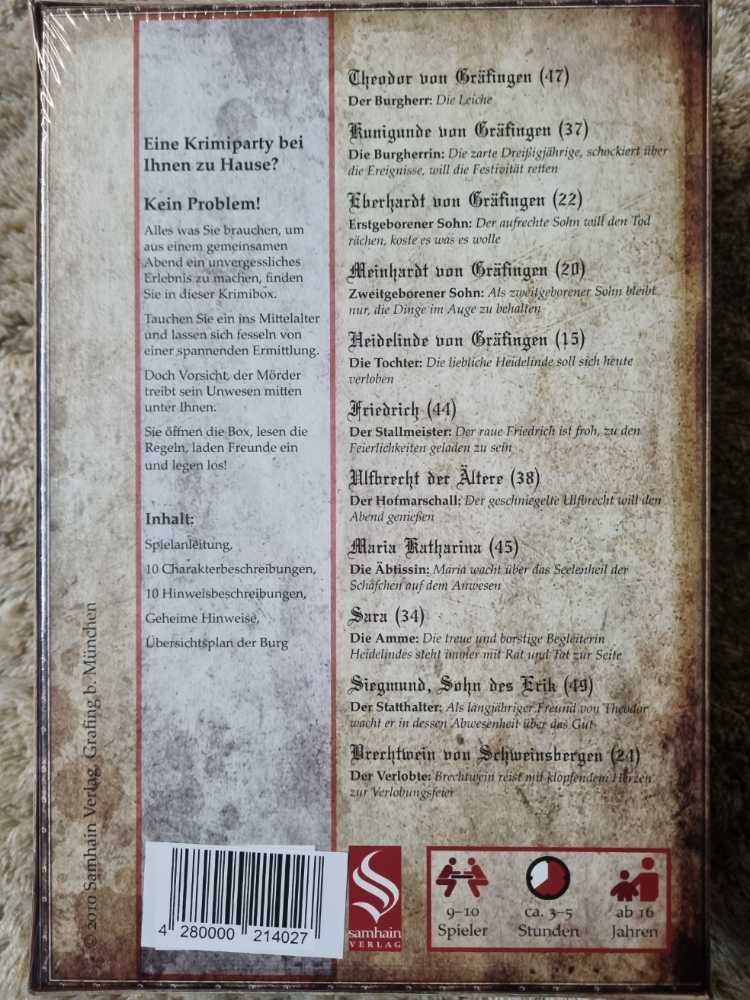 Eine Krimiparty bei
Ihnen zu Hause?
Kein Problem!
Alles was Sie brauchen, um
aus einem gemeinsamen
Abend ein unvergessliches
Erlebnis zu machen, finden
Sie in dieser Krimibox.
Tauchen Sie ein ins Mittelalter
und lassen sich fesseln von
einer spannenden Ermittlung.
Doch Vorsicht, der Mörder
treibt sein Unwesen mitten
unter Ihnen.
Sie öffnen die Box, lesen die
Regeln, laden Freunde ein
und legen los!
Inhalt:
Spielanleitung,
10 Charakterbeschreibungen,
10 Hinweisbeschreibungen,
Geheime Hinweise,
Übersichtsplan der Burg
2010 Samhain Verlag, Grafing b. München
Theodor von Gräfingen (47)
Der Burgherr: Die Leiche
Kunigunde von Gräfingen (37)
Die Burgherrin: Die zarte Dreißigjährige, schockiert über
die Ereignisse, will die Festivität retten
Eberhardt von Gräfingen (22)
Erstgeborener Sohn: Der aufrechte Sohn will den Tod
rächen, koste es was es wolle
Meinhardt von Gräfingen (20)
Zweitgeborener Sohn: Als zweitgeborener Sohn bleibt
nur, die Dinge im Auge zu behalten
Heidelinde von Gräfingen (15)
Die Tochter: Die liebliche Heidelinde soll sich heute
verloben
Friedrich (44)
Der Stallmeister: Der raue Friedrich ist froh, zu den
Feierlichkeiten geladen zu sein
Ulfbrecht der Ältere (38)
Der Hofmarschall: Der geschniegelte Ulfbrecht will den
Abend genießen
Maria Katharina (45)
Die Äbtissin: Maria wacht über das Seelenheil der
Schäfchen auf dem Anwesen
Sara (34)
Die Amme: Die treue und borstige Begleiterin
Heidelindes steht immer mit Rat und Tat zur Seite
Siegmund, Sohn des Erik (49)
Der Statthalter: Als langjähriger Freund von Theodor
wacht er in dessen Abwesenheit über das Gut
Brechtwein von Schweinsbergen (24)
Der Verlobte: Brechtwein reist mit klopfendem Herzen
zur Verlobungsfeier
4 280000 214027
samhain
VERLAG
9–10
Spieler
ca. 3–5
Stunden
ab 16
Jahren